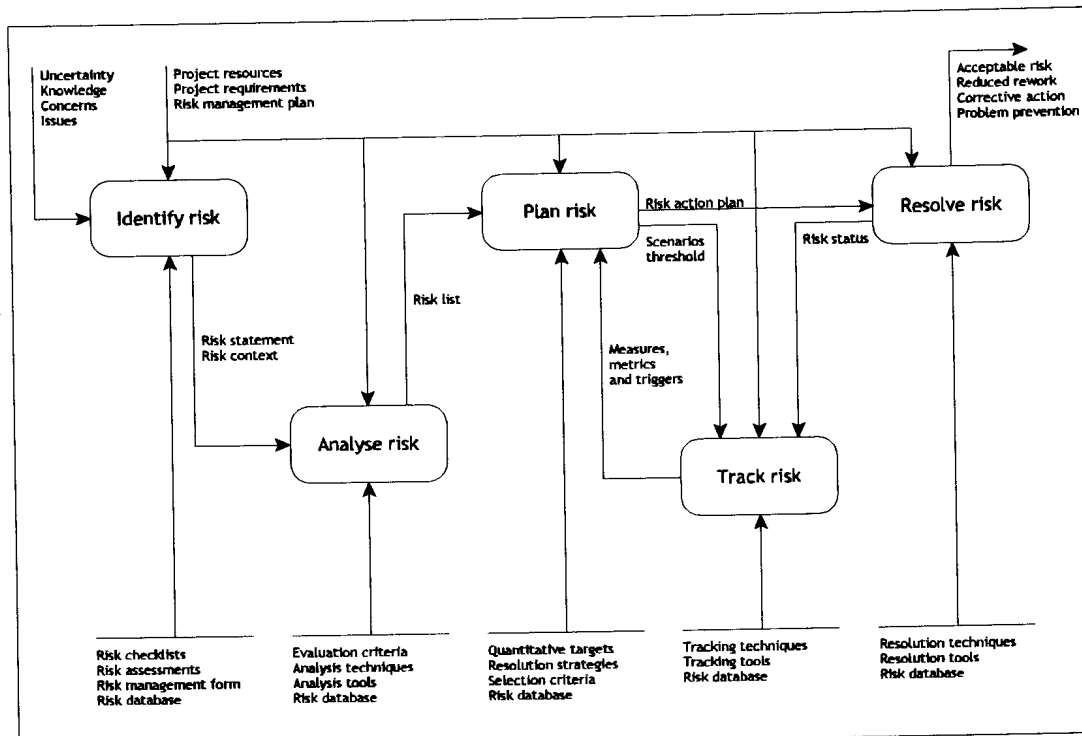 Uncertainty
Knowledge
Concerns
Issues
Project resources
Project requirements
Risk management plan
Acceptable risk
Reduced rework
Corrective action
Problem prevention
Identify risk
Plan risk
Risk action plan
Resolve risk
Scenarios
threshold
Risk status
Risk list
Risk statement
Risk context
Measures,
metrics
and triggers
Analyse risk
Track risk
Risk checklists
Risk assessments
Risk management form
Risk database
Evaluation criteria
Analysis techniques
Analysis tools
Risk database
Quantitative targets
Resolution strategies
Selection criteria
Risk database
Tracking techniques
Tracking tools
Risk database
Resolution techniques
Resolution tools
Risk database